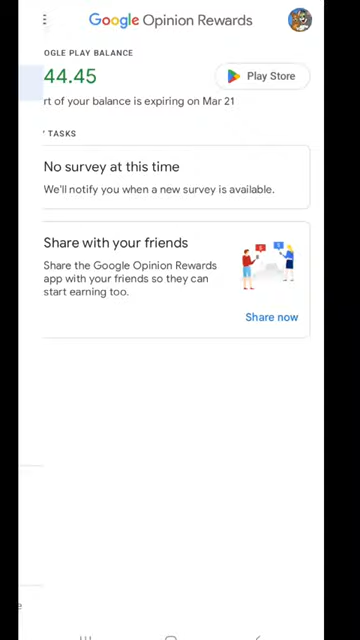 Google Opinion Rewards
OGLE PLAY BALANCE
44.45
Play Store
rt of your balance is expiring on Mar 21
TASKS
No survey at this time
We'll notify you when a new survey is available.
Share with your friends
Share the Google Opinion Rewards
app with your friends so they can
start earning too.
Share now
e